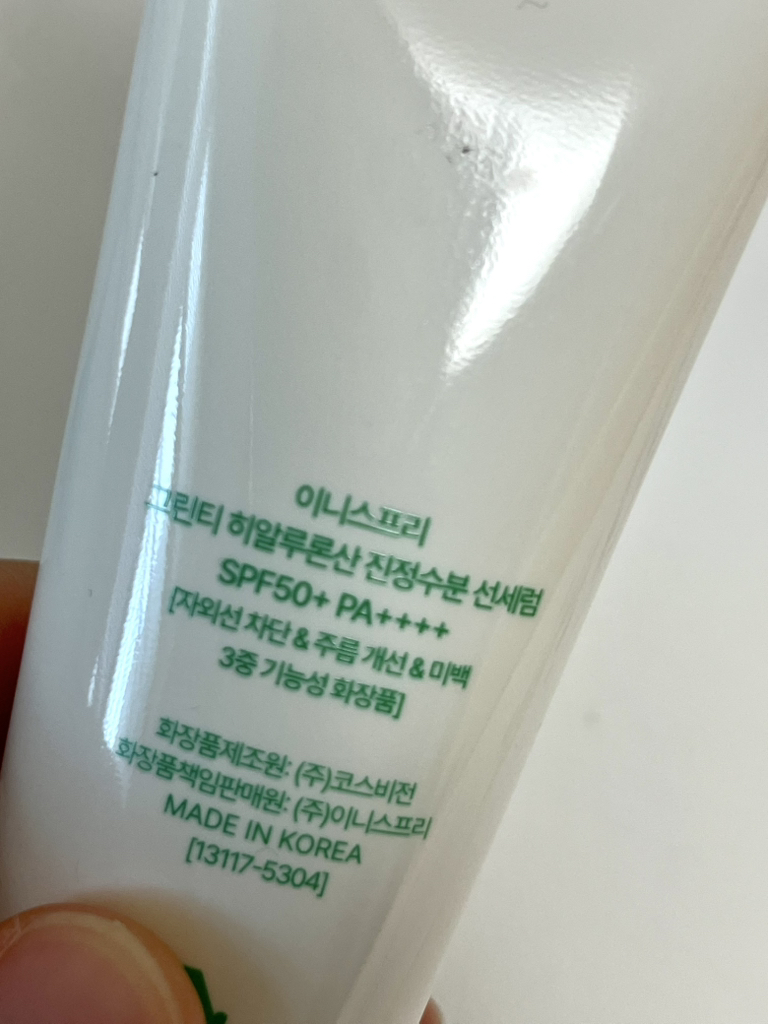 이니스프리
그린티 히알루론산 진정수분 선세럼
SPF50+ PA++++
[자외선 차단 & 주름 개선 & 미백
3중 기능성 화장품]
화장품제조원: (주)코스비전
화장품책임판매원: (주)이니스프리
MADE IN KOREA
[13117-5304]